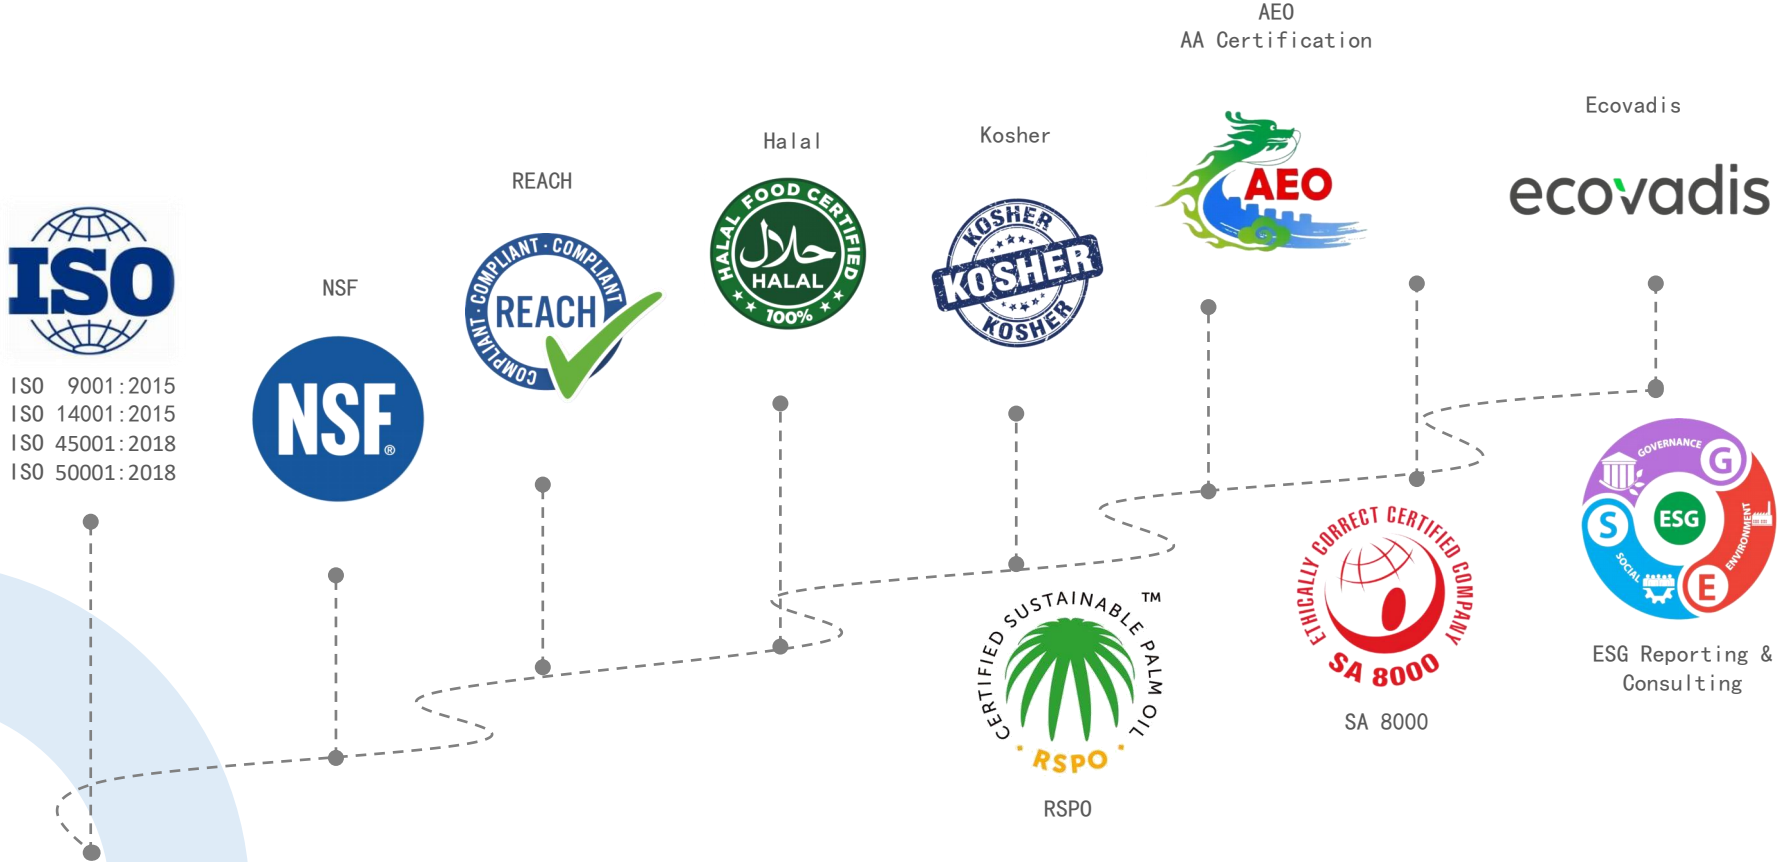 ISO
ISO 9001:2015
ISO 14001:2015
ISO 45001:2018
ISO 50001:2018
NSF
NSF®
REACH
COMPLIANT · COMPLIANT · COMPLIANT
REACH
Halal
HALAL FOOD CERTIFIED
حلال
HALAL
100%
Kosher
KOSHER
KOSHER
KOSHER
AEO
AA Certification
AEO
Ecovadis
ecovadis
CERTIFIED SUSTAINABLE PALM OIL ™
RSPO
RSPO
ETHICALLY CORRECT CERTIFIED COMPANY
SA 8000
SA 8000
GOVERNANCE
G
S
ESG
ENVIRONMENT
SOCIAL
E
ESG Reporting &
Consulting